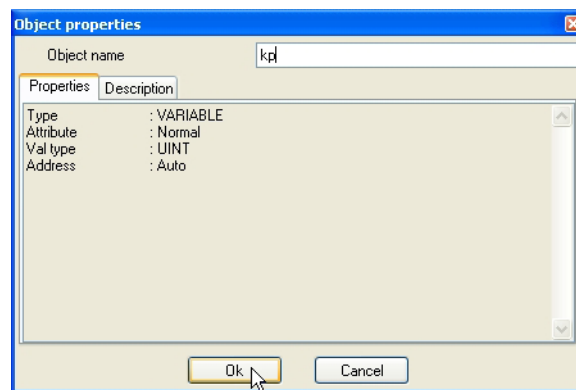 Object properties
Object name kp
Properties Description
Type : VARIABLE
Attribute : Normal
Val type : UINT
Address : Auto
Ok Cancel